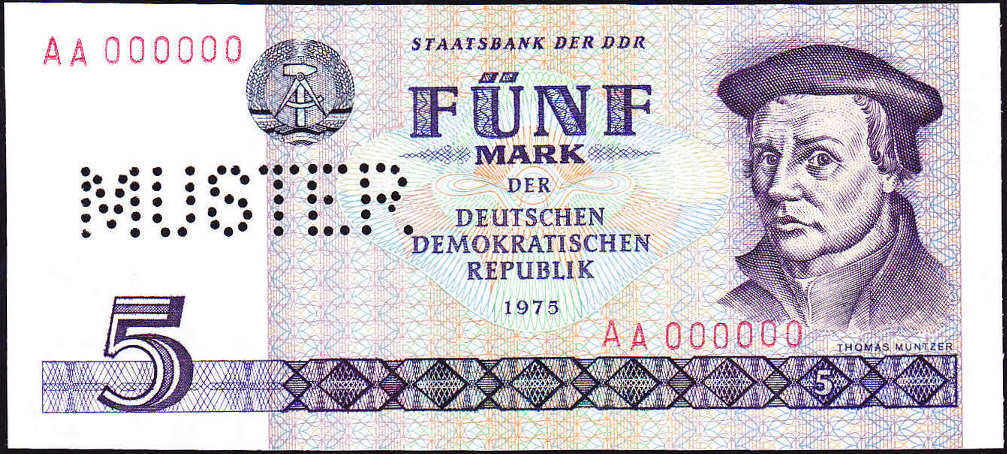 AA 000000
STAATSBANK DER DDR
FÜNF
MARK
DER
DEUTSCHEN
DEMOKRATISCHEN
REPUBLIK
1975
MUSTER
5
AA 000000
THOMAS MÜNTZER
5